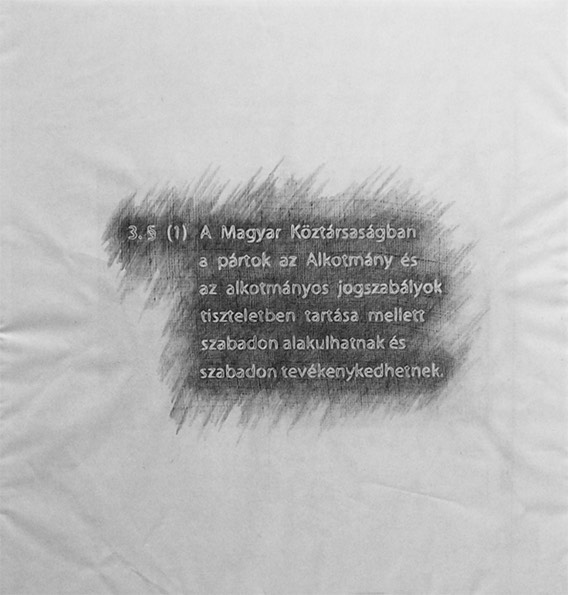 3. § (1) A Magyar Köztársaságban
a pártok az Alkotmány és
az alkotmányos jogszabályok
tiszteletben tartása mellett
szabadon alakulhatnak és
szabadon tevékenykedhetnek.